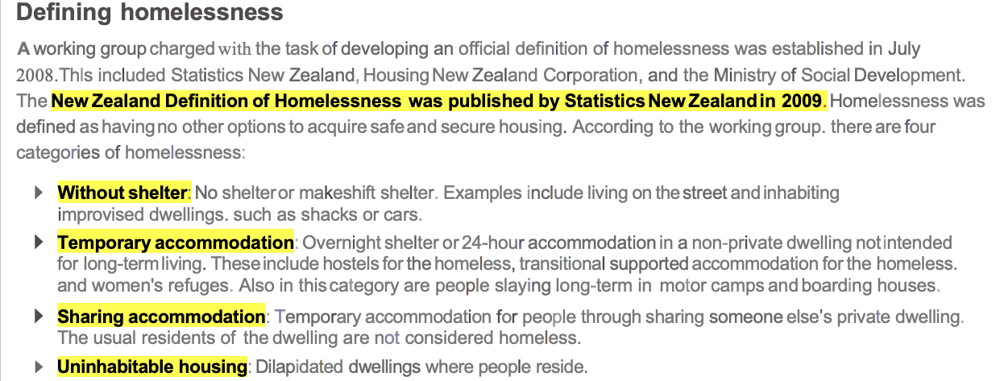 Defining homelessness
A working group charged with the task of developing an official definition of homelessness was established in July
2008.Thls included Statistics New Zealand, Housing New Zealand Corporation, and the Ministry of Social Development.
The New Zealand Definition of Homelessness was published by Statistics New Zealand in 2009. Homelessness was
defined as having no other options to acquire safe and secure housing. According to the working group. there are four
categories of homelessness:
Without shelter: No shelter or makeshift shelter. Examples include living on the street and inhabiting
improvised dwellings. such as shacks or cars.
Temporary accommodation: Overnight shelter or 24-hour accommodation in a non-private dwelling not intended
for long-term living. These include hostels for the homeless, transitional supported accommodation for the homeless.
and women's refuges. Also in this category are people slaying long-term in motor camps and boarding houses.
Sharing accommodation: Temporary accommodation for people through sharing someone else’s private dwelling.
The usual residents of the dwelling are not considered homeless.
Uninhabitable housing: Dilapidated dwellings where people reside.